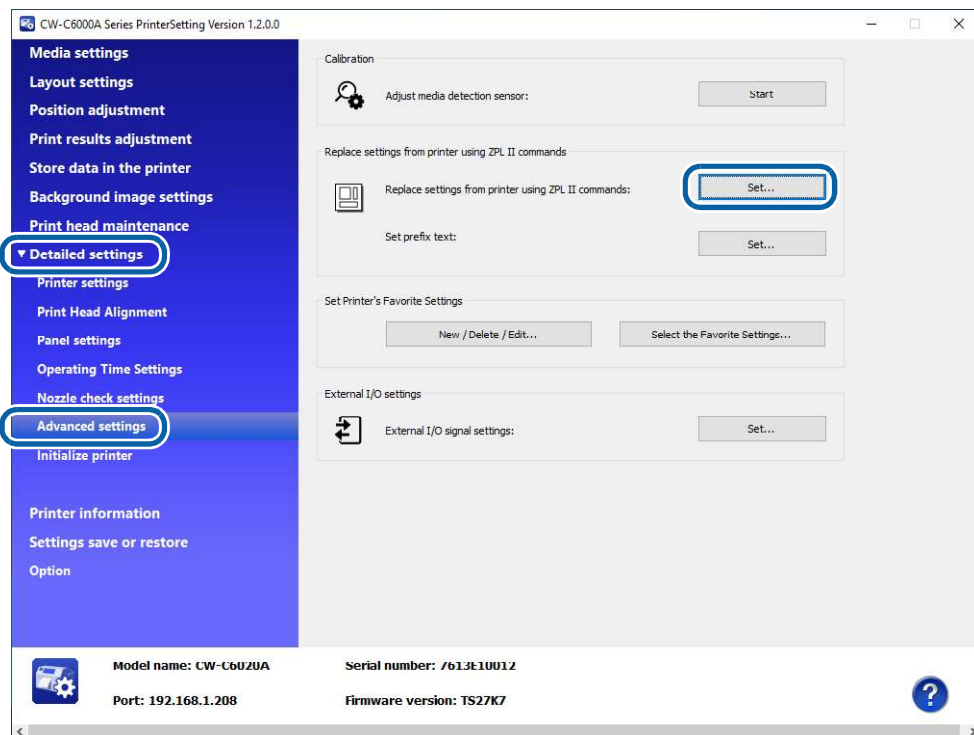 CW-C6000A Series PrinterSetting Version 1.2.0.0
Media settings
Layout settings
Position adjustment
Print results adjustment
Store data in the printer
Background image settings
Print head maintenance
▼ Detailed settings
Printer settings
Print Head Alignment
Panel settings
Operating Time Settings
Nozzle check settings
Advanced settings
Initialize printer
Printer information
Settings save or restore
Option
Calibration
Adjust media detection sensor:
Start
Replace settings from printer using ZPL II commands
Replace settings from printer using ZPL II commands:
Set...
Set prefix text:
Set...
Set Printer's Favorite Settings
New / Delete / Edit...
Select the Favorite Settings...
External I/O settings
External I/O signal settings:
Set...
Model name: CW-C6020A
Serial number: 7613E10012
Port: 192.168.1.208
Firmware version: TS27K7
?